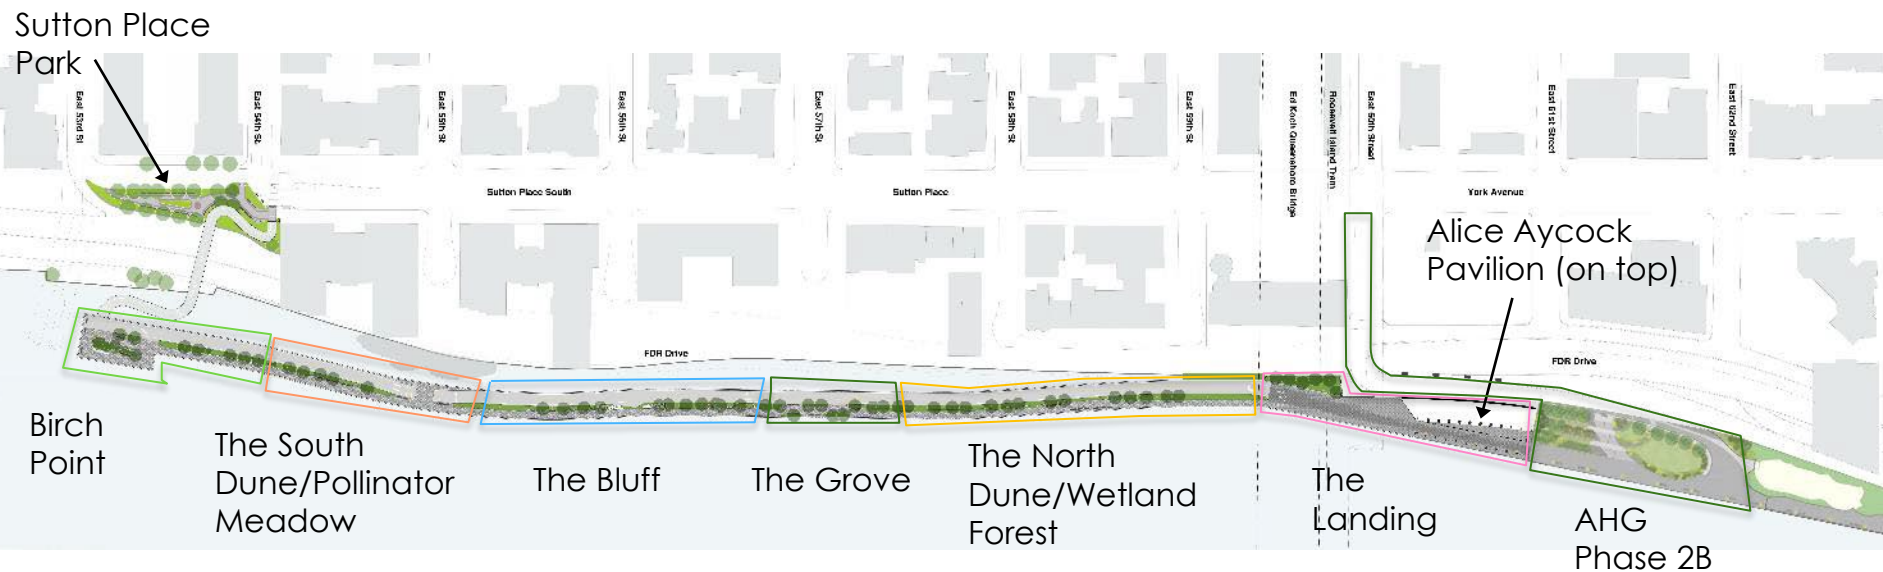 Sutton Place
Park
East 53rd St
East 54th St
East 55th St
East 56th St
East 57th St
East 58th St
East 59th St
Ed Koch Queensboro Bridge
Roosevelt Island Tram
East 60th Street
East 61st Street
East 62nd Street
Sutton Place South
Sutton Place
York Avenue
Alice Aycock
Pavilion (on top)
FDR Drive
FDR Drive
Birch
Point
The South
Dune/Pollinator
Meadow
The Bluff
The Grove
The North
Dune/Wetland
Forest
The
Landing
AHG
Phase 2B